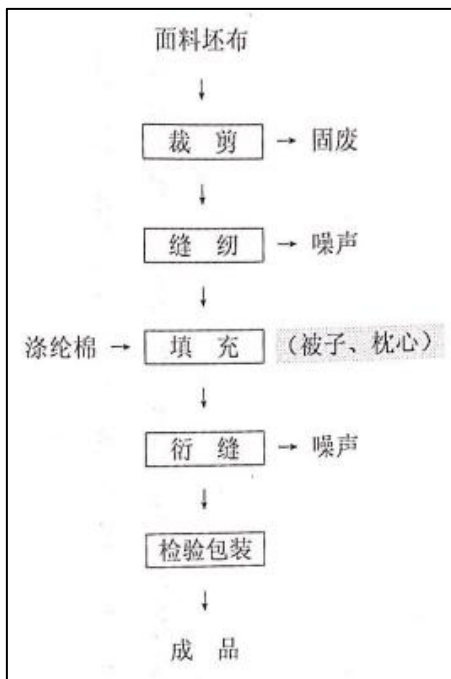 面料坯布
↓
裁 剪 → 固废
↓
缝 纫 → 噪声
↓
涤纶棉 → 填 充 (被子、枕心)
↓
衍 缝 → 噪声
↓
检验包装
↓
成 品